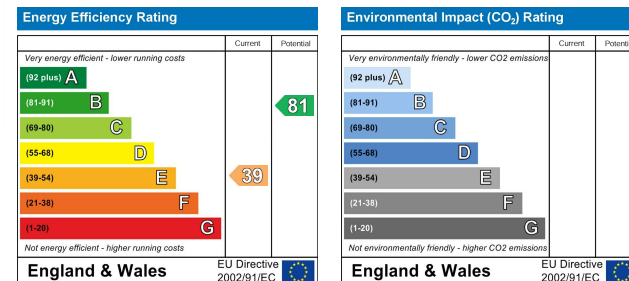 Energy Efficiency Rating
Current Potential
Very energy efficient - lower running costs
(92 plus) A
(81-91) B
81
(69-80) C
(55-68) D
(39-54) E
39
(21-38) F
(1-20) G
Not energy efficient - higher running costs
England & Wales
EU Directive
2002/91/EC
Environmental Impact (CO₂) Rating
Current Potential
Very environmentally friendly - lower CO2 emissions
(92 plus) A
(81-91) B
(69-80) C
(55-68) D
(39-54) E
(21-38) F
(1-20) G
Not environmentally friendly - higher CO2 emissions
England & Wales
EU Directive
2002/91/EC